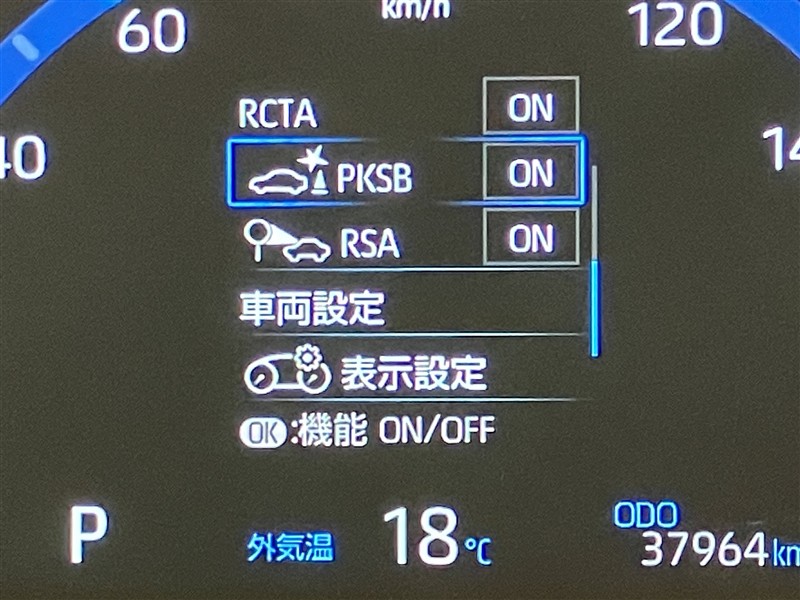 km/h
60
120
RCTA ON
40
14
PKSB ON
RSA ON
車両設定
表示設定
OK:機能 ON/OFF
P
外気温 18℃
ODO
37964km